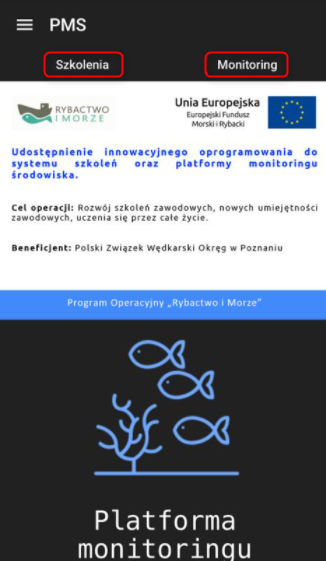 PMS
Szkolenia
Monitoring
RYBACTWO
I MORZE
Unia Europejska
Europejski Fundusz
Morski i Rybacki
Udostępnienie innowacyjnego oprogramowania do
systemu szkoleń oraz platformy monitoringu
środowiska.
Cel operacji: Rozwój szkoleń zawodowych, nowych umiejętności
zawodowych, uczenia się przez całe życie.
Beneficjent: Polski Związek Wędkarski Okręg w Poznaniu
Program Operacyjny „Rybactwo i Morze”
Platforma
monitoringu